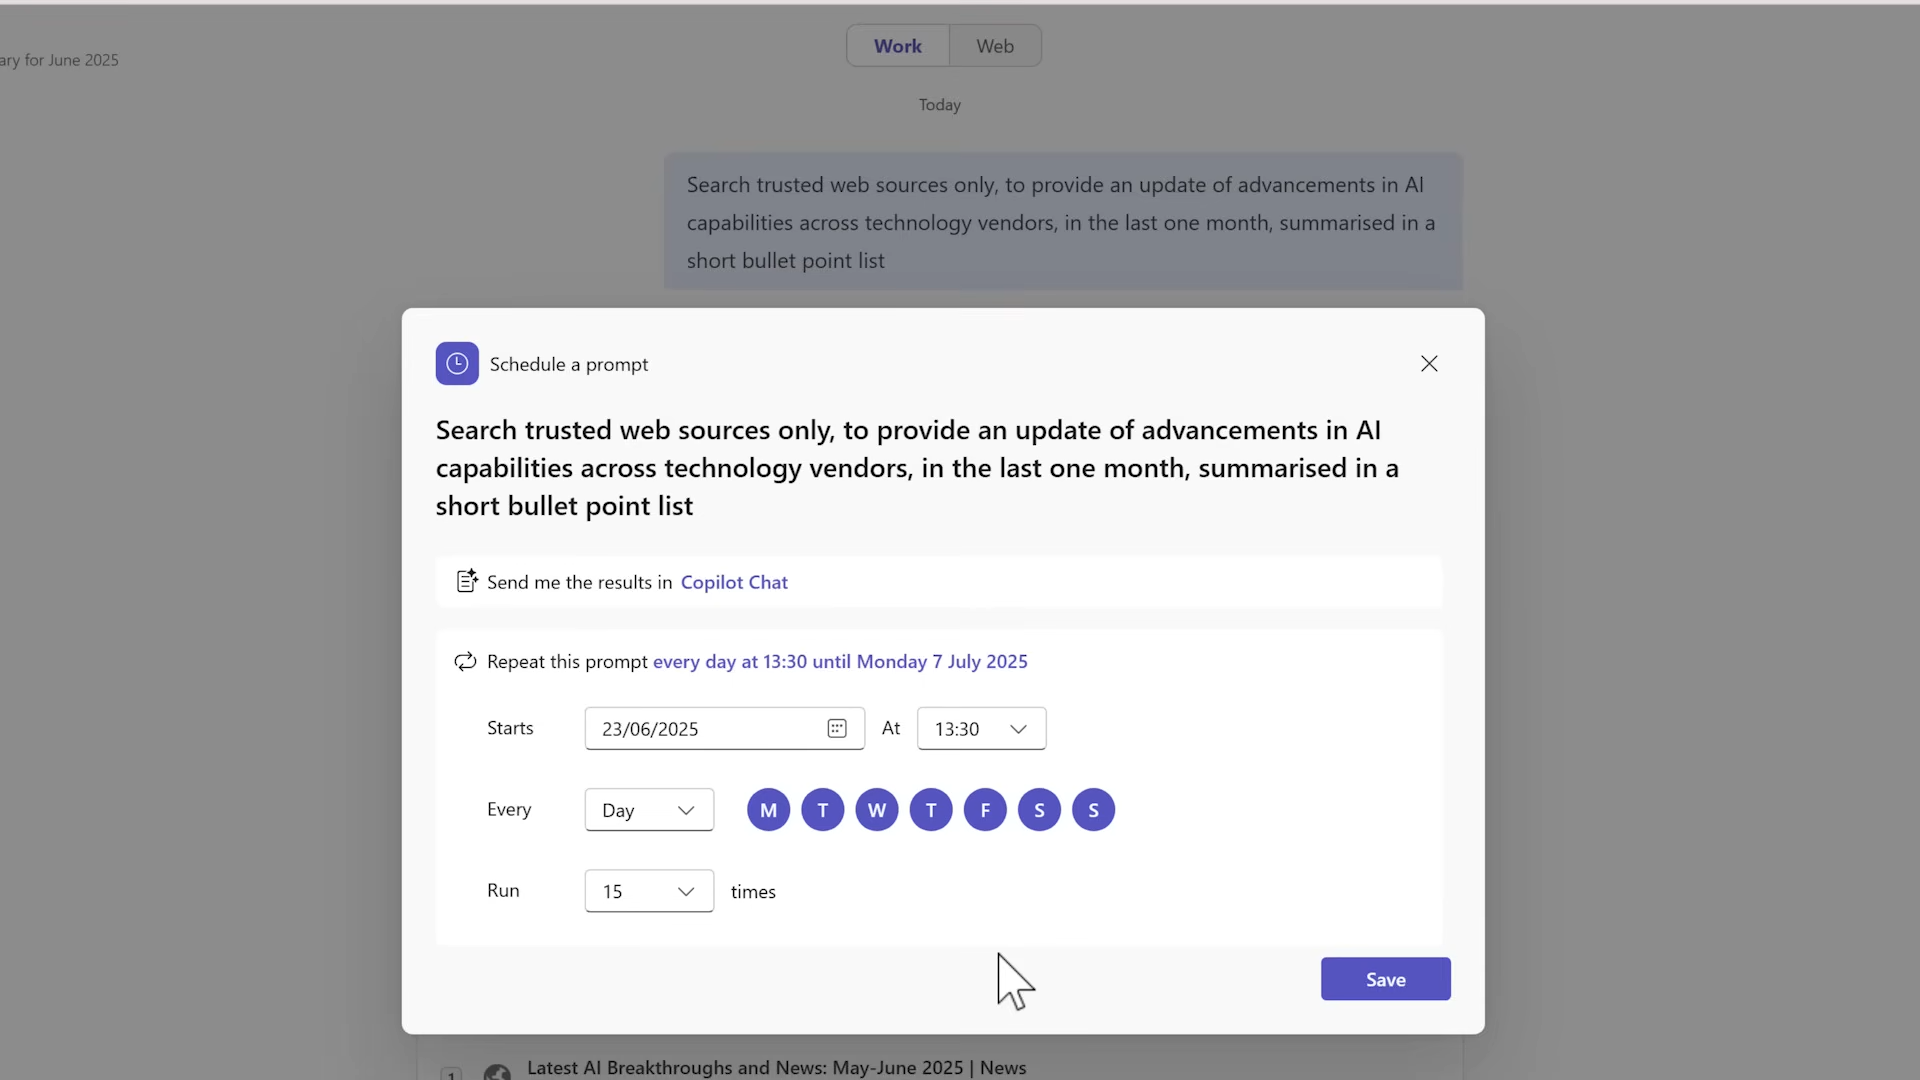 ary for June 2025
Work Web
Today
Search trusted web sources only, to provide an update of advancements in AI
capabilities across technology vendors, in the last one month, summarised in a
short bullet point list
Schedule a prompt
Search trusted web sources only, to provide an update of advancements in AI
capabilities across technology vendors, in the last one month, summarised in a
short bullet point list
Send me the results in Copilot Chat
Repeat this prompt every day at 13:30 until Monday 7 July 2025
Starts 23/06/2025 At 13:30
Every Day M T W T F S S
Run 15 times
Save
1 Latest AI Breakthroughs and News: May-June 2025 | News